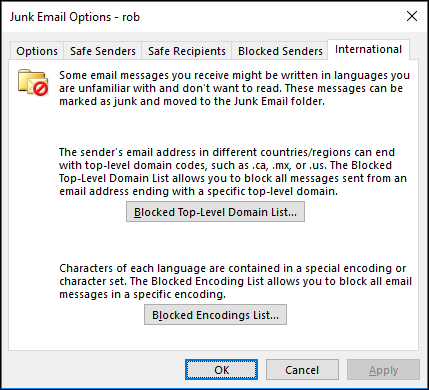 Junk Email Options - rob
Options Safe Senders Safe Recipients Blocked Senders International
Some email messages you receive might be written in languages you
are unfamiliar with and don't want to read. These messages can be
marked as junk and moved to the Junk Email folder.
The sender's email address in different countries/regions can end
with top-level domain codes, such as .ca, .mx, or .us. The Blocked
Top-Level Domain List allows you to block all messages sent from an
email address ending with a specific top-level domain.
Blocked Top-Level Domain List...
Characters of each language are contained in a special encoding or
character set. The Blocked Encoding List allows you to block all email
messages in a specific encoding.
Blocked Encodings List...
OK Cancel Apply